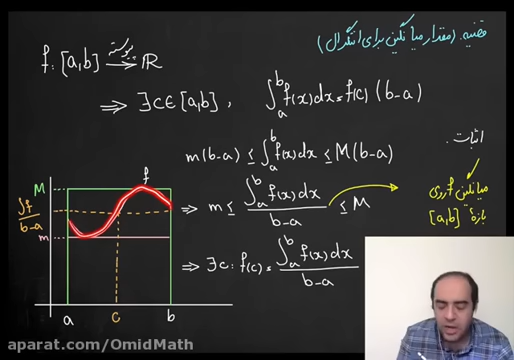 قضیه. (مقدار میانگین برای انتگرال)
f: [a,b] پیوسته→ ℝ
⟹ ∃c∈[a,b], ∫ₐᵇ f(x)dx = f(c)(b-a)
اثبات.
m(b-a) ≤ ∫ₐᵇ f(x)dx ≤ M(b-a)
⟹ m ≤ ∫ₐᵇ f(x)dx / b-a ≤ M
میانگین f روی
بازهٔ [a,b]
⟹ ∃c: f(c) = ∫ₐᵇ f(x)dx / b-a
f
M
∫f / b-a
m
a c b
aparat.com/OmidMath